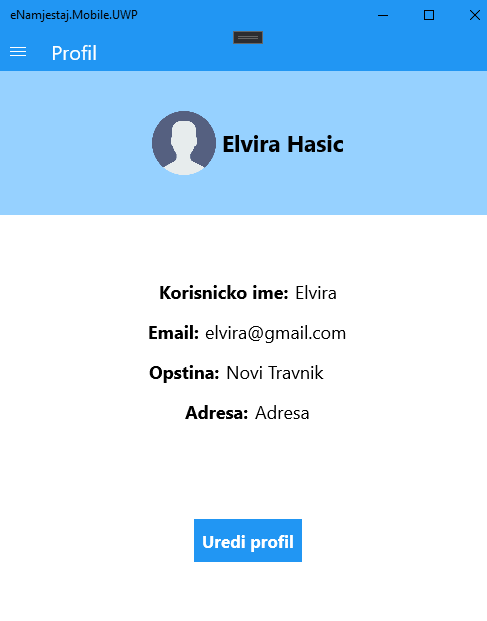 eNamjestaj.Mobile.UWP
Profil
Elvira Hasic
Korisnicko ime: Elvira
Email: elvira@gmail.com
Opstina: Novi Travnik
Adresa: Adresa
Uredi profil